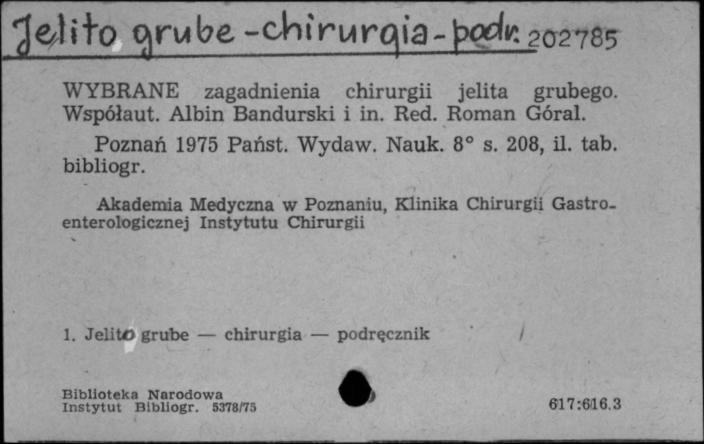 Jelito grube - chirurgia - podr. 202785
WYBRANE zagadnienia chirurgii jelita grubego.
Współaut. Albin Bandurski i in. Red. Roman Góral.
Poznań 1975 Państ. Wydaw. Nauk. 8° s. 208, il. tab.
bibliogr.
Akademia Medyczna w Poznaniu, Klinika Chirurgii Gastro-
enterologicznej Instytutu Chirurgii
1. Jelito grube — chirurgia — podręcznik
Biblioteka Narodowa
Instytut Bibliogr. 5378/75
617:616.3